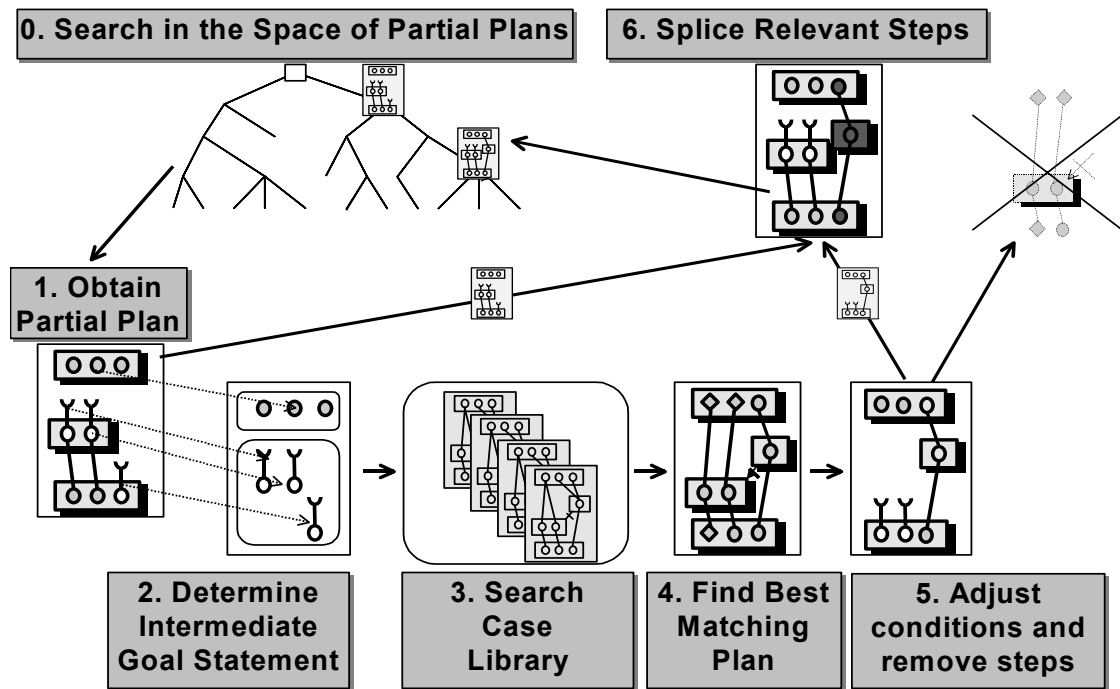 0. Search in the Space of Partial Plans
6. Splice Relevant Steps
1. Obtain
Partial Plan
2. Determine
Intermediate
Goal Statement
3. Search
Case
Library
4. Find Best
Matching
Plan
5. Adjust
conditions and
remove steps